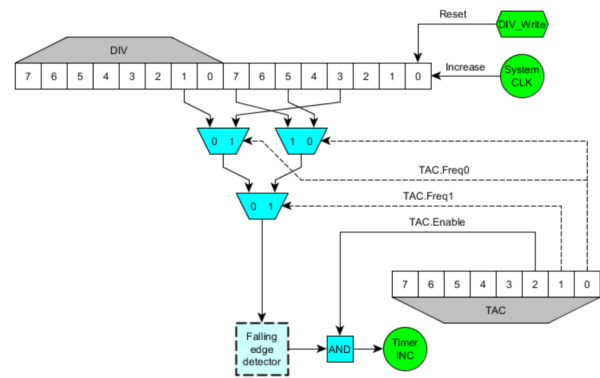 Reset
DIV_Write
DIV
7 6 5 4 3 2 1 0 7 6 5 4 3 2 1 0
Increase
System
CLK
0 1
1 0
TAC.Freq0
0 1
TAC.Freq1
TAC.Enable
7 6 5 4 3 2 1 0
TAC
Falling
edge
detector
AND
Timer
INC